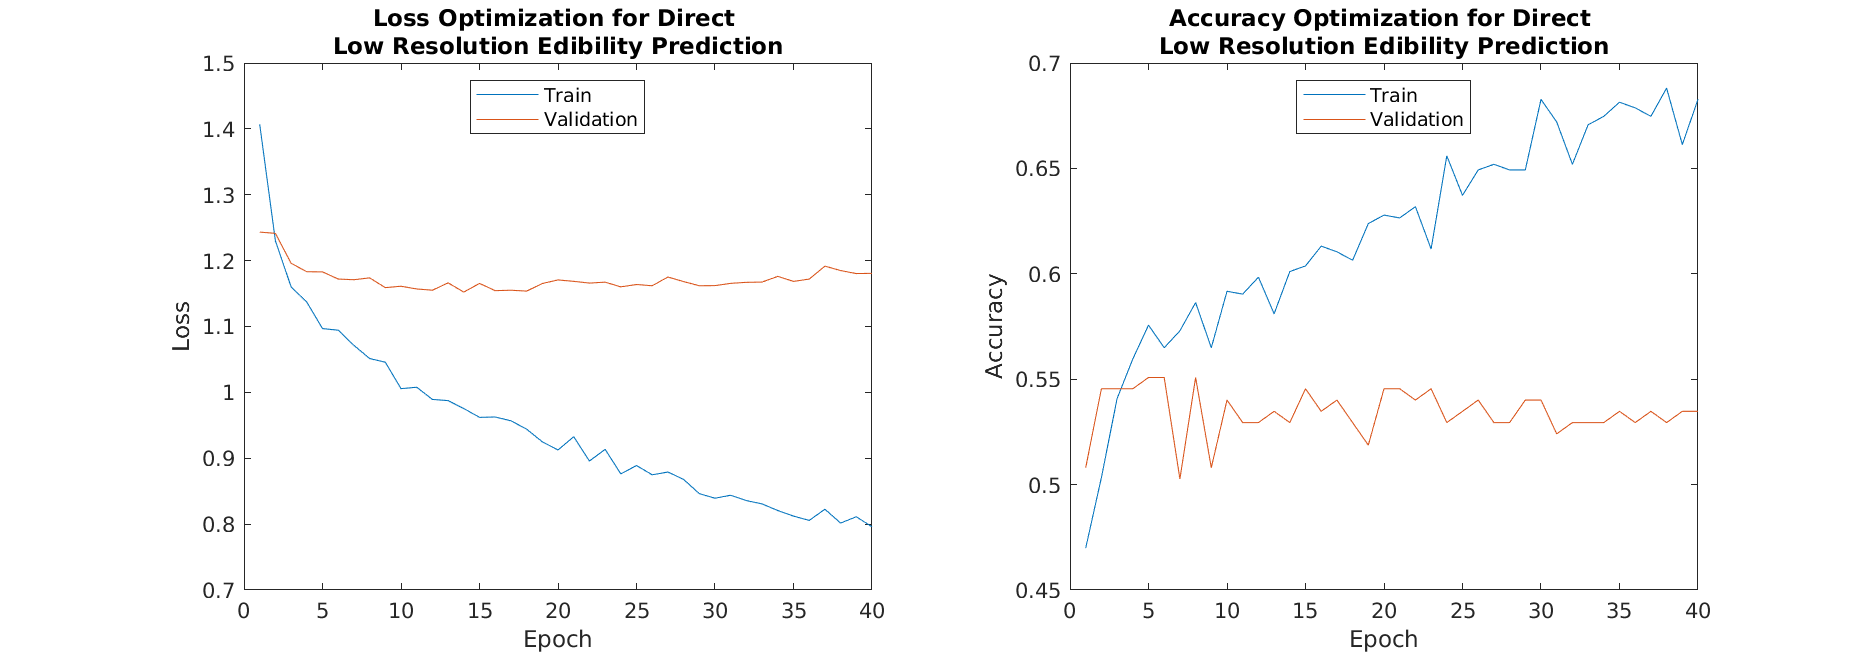 Loss Optimization for Direct
Low Resolution Edibility Prediction
1.5
1.4
1.3
1.2
1.1
1
0.9
0.8
0.7
Loss
Train
Validation
0 5 10 15 20 25 30 35 40
Epoch
Accuracy Optimization for Direct
Low Resolution Edibility Prediction
0.7
0.65
0.6
0.55
0.5
0.45
Accuracy
Train
Validation
0 5 10 15 20 25 30 35 40
Epoch